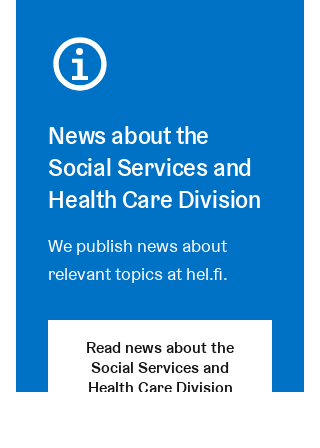 News about the
Social Services and
Health Care Division
We publish news about
relevant topics at hel.fi.
Read news about the
Social Services and
Health Care Division